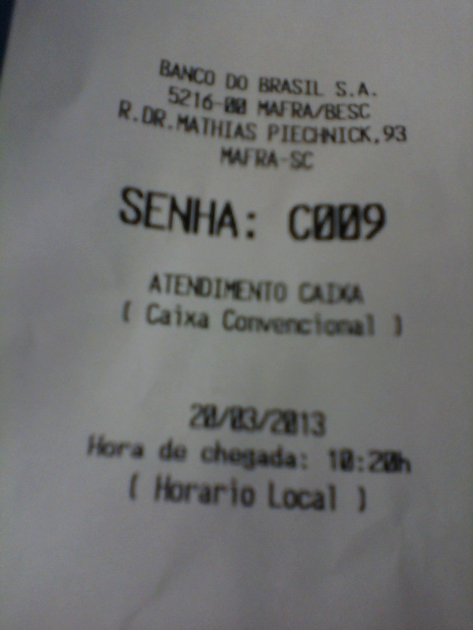 BANCO DO BRASIL S.A.
5216-00 MAFRA/BESC
R.DR.MATHIAS PIECHNICK,93
MAFRA-SC
SENHA: C009
ATENDIMENTO CAIXA
( Caixa Convencional )
20/03/2013
Hora de chegada: 10:20h
( Horario Local )